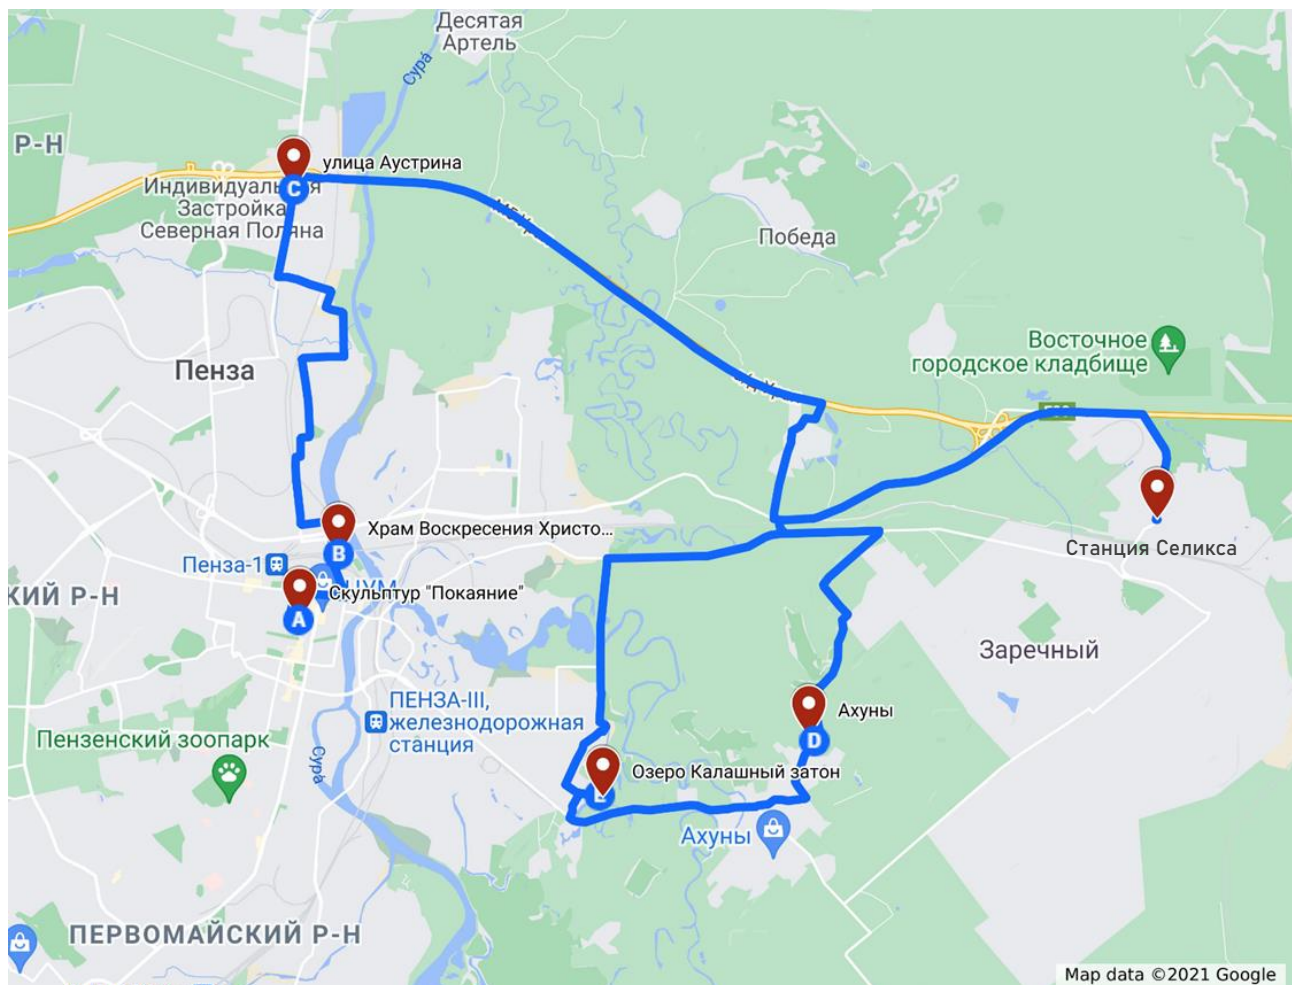 Десятая
Артель
Сура́
Р-Н
улица Аустрина
Индивидуальная
Застройка
Северная Поляна
Победа
Восточное
городское кладбище
Пенза
Храм Воскресения Христо...
Пенза-1
Станция Селикса
КИЙ Р-Н
ЦУМ
Скульптур "Покаяние"
Заречный
ПЕНЗА-III,
железнодорожная
станция
Ахуны
Пензенский зоопарк
Сура́
Озеро Калашный затон
Ахуны
ПЕРВОМАЙСКИЙ Р-Н
C
B
A
D
Map data ©2021 Google